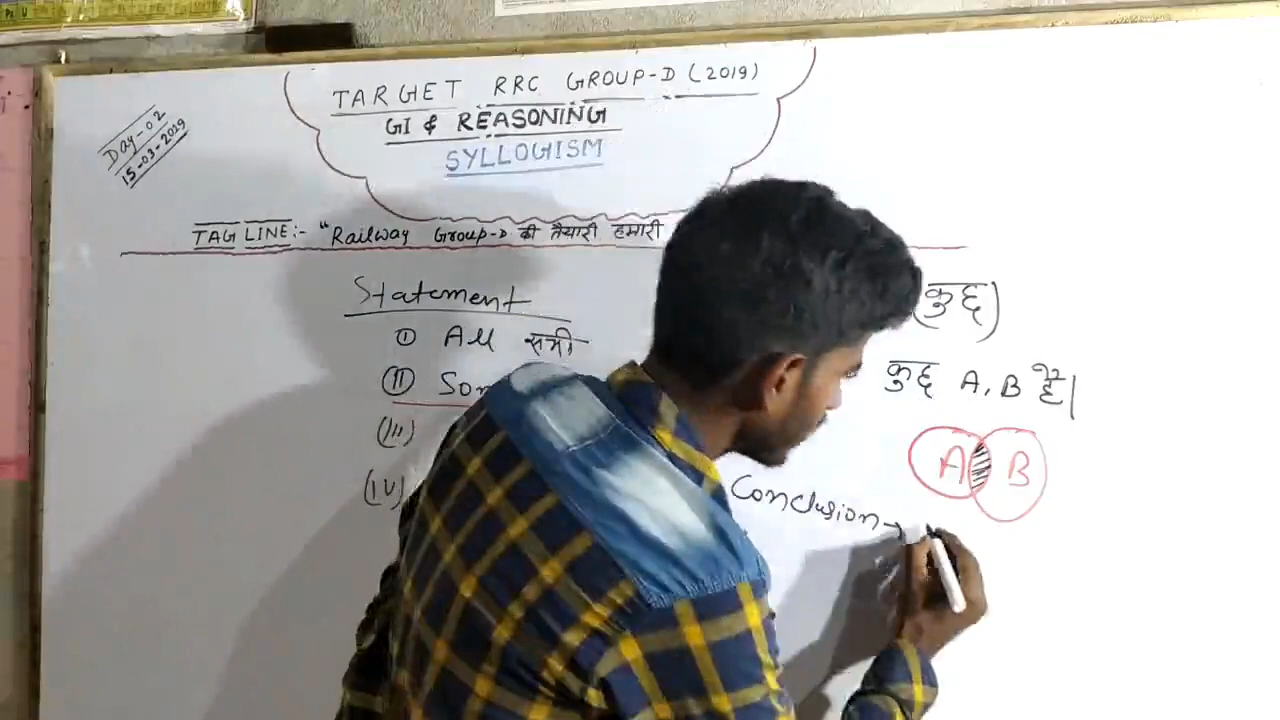 Day-02
15-03-2019
TARGET RRC GROUP-D (2019)
GI & REASONING
SYLLOGISM
TAG LINE:- "Railway Group-D की तैयारी हमारी
Statement
(I) All सभी
(II) Som
(III)
(IV)
(कुछ)
कुछ A, B है।
A B
Conclusion →